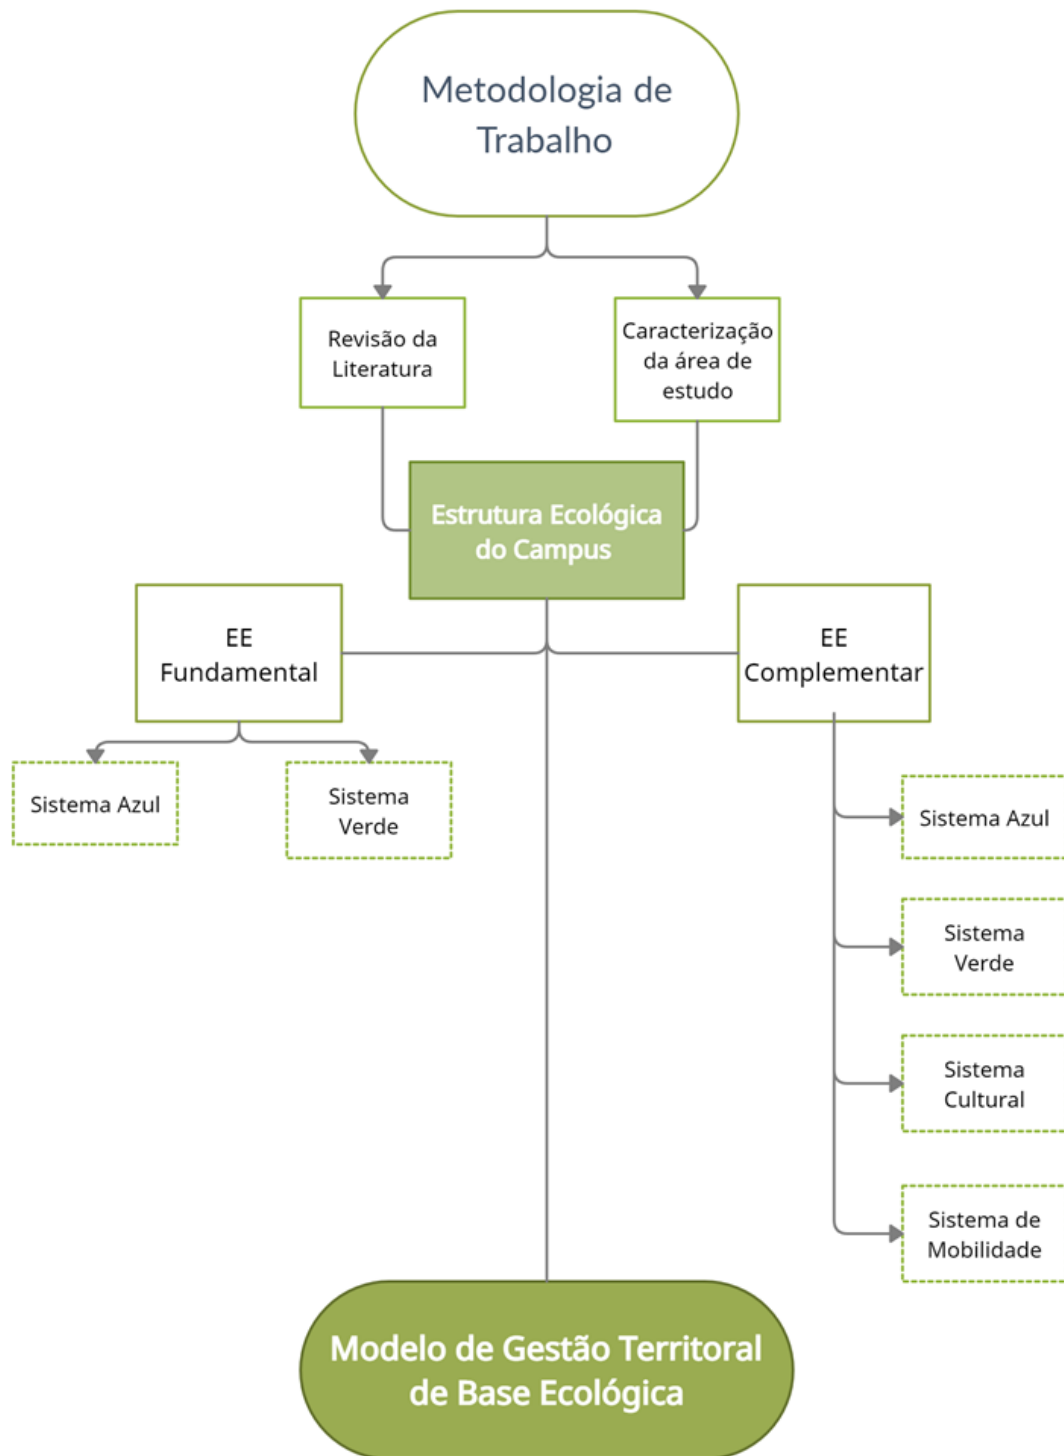 Metodologia de
Trabalho
Revisão da
Literatura
Caracterização
da área de
estudo
Estrutura Ecológica
do Campus
EE
Fundamental
EE
Complementar
Sistema Azul
Sistema
Verde
Sistema Azul
Sistema
Verde
Sistema
Cultural
Sistema de
Mobilidade
Modelo de Gestão Territoral
de Base Ecológica